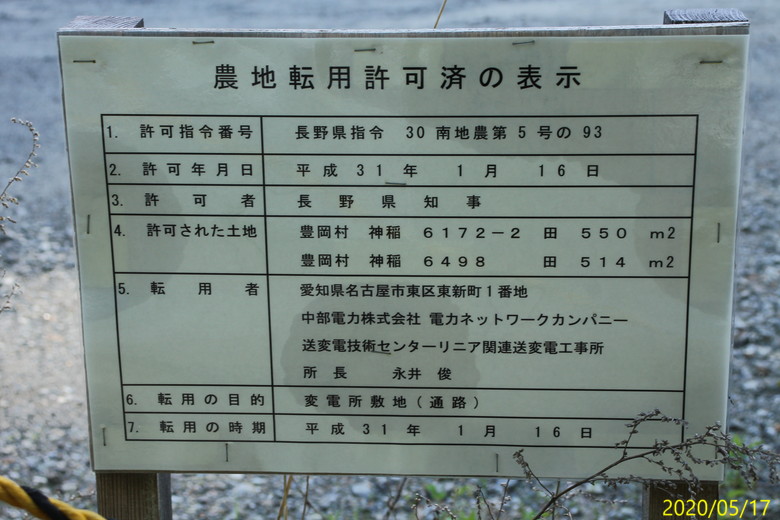 農地転用許可済の表示
1. 許可指令番号 長野県指令 30 南地農第 5 号の 93
2. 許可年月日 平成 31 年 1 月 16 日
3. 許可者 長野県知事
4. 許可された土地 豊岡村 神稲 6172-2 田 550 m2
豊岡村 神稲 6498 田 514 m2
5. 転用者 愛知県名古屋市東区東新町1番地
中部電力株式会社 電力ネットワークカンパニー
送変電技術センターリニア関連送変電工事所
所長 永井 俊
6. 転用の目的 変電所敷地(通路)
7. 転用の時期 平成 31 年 1 月 16 日
2020/05/17